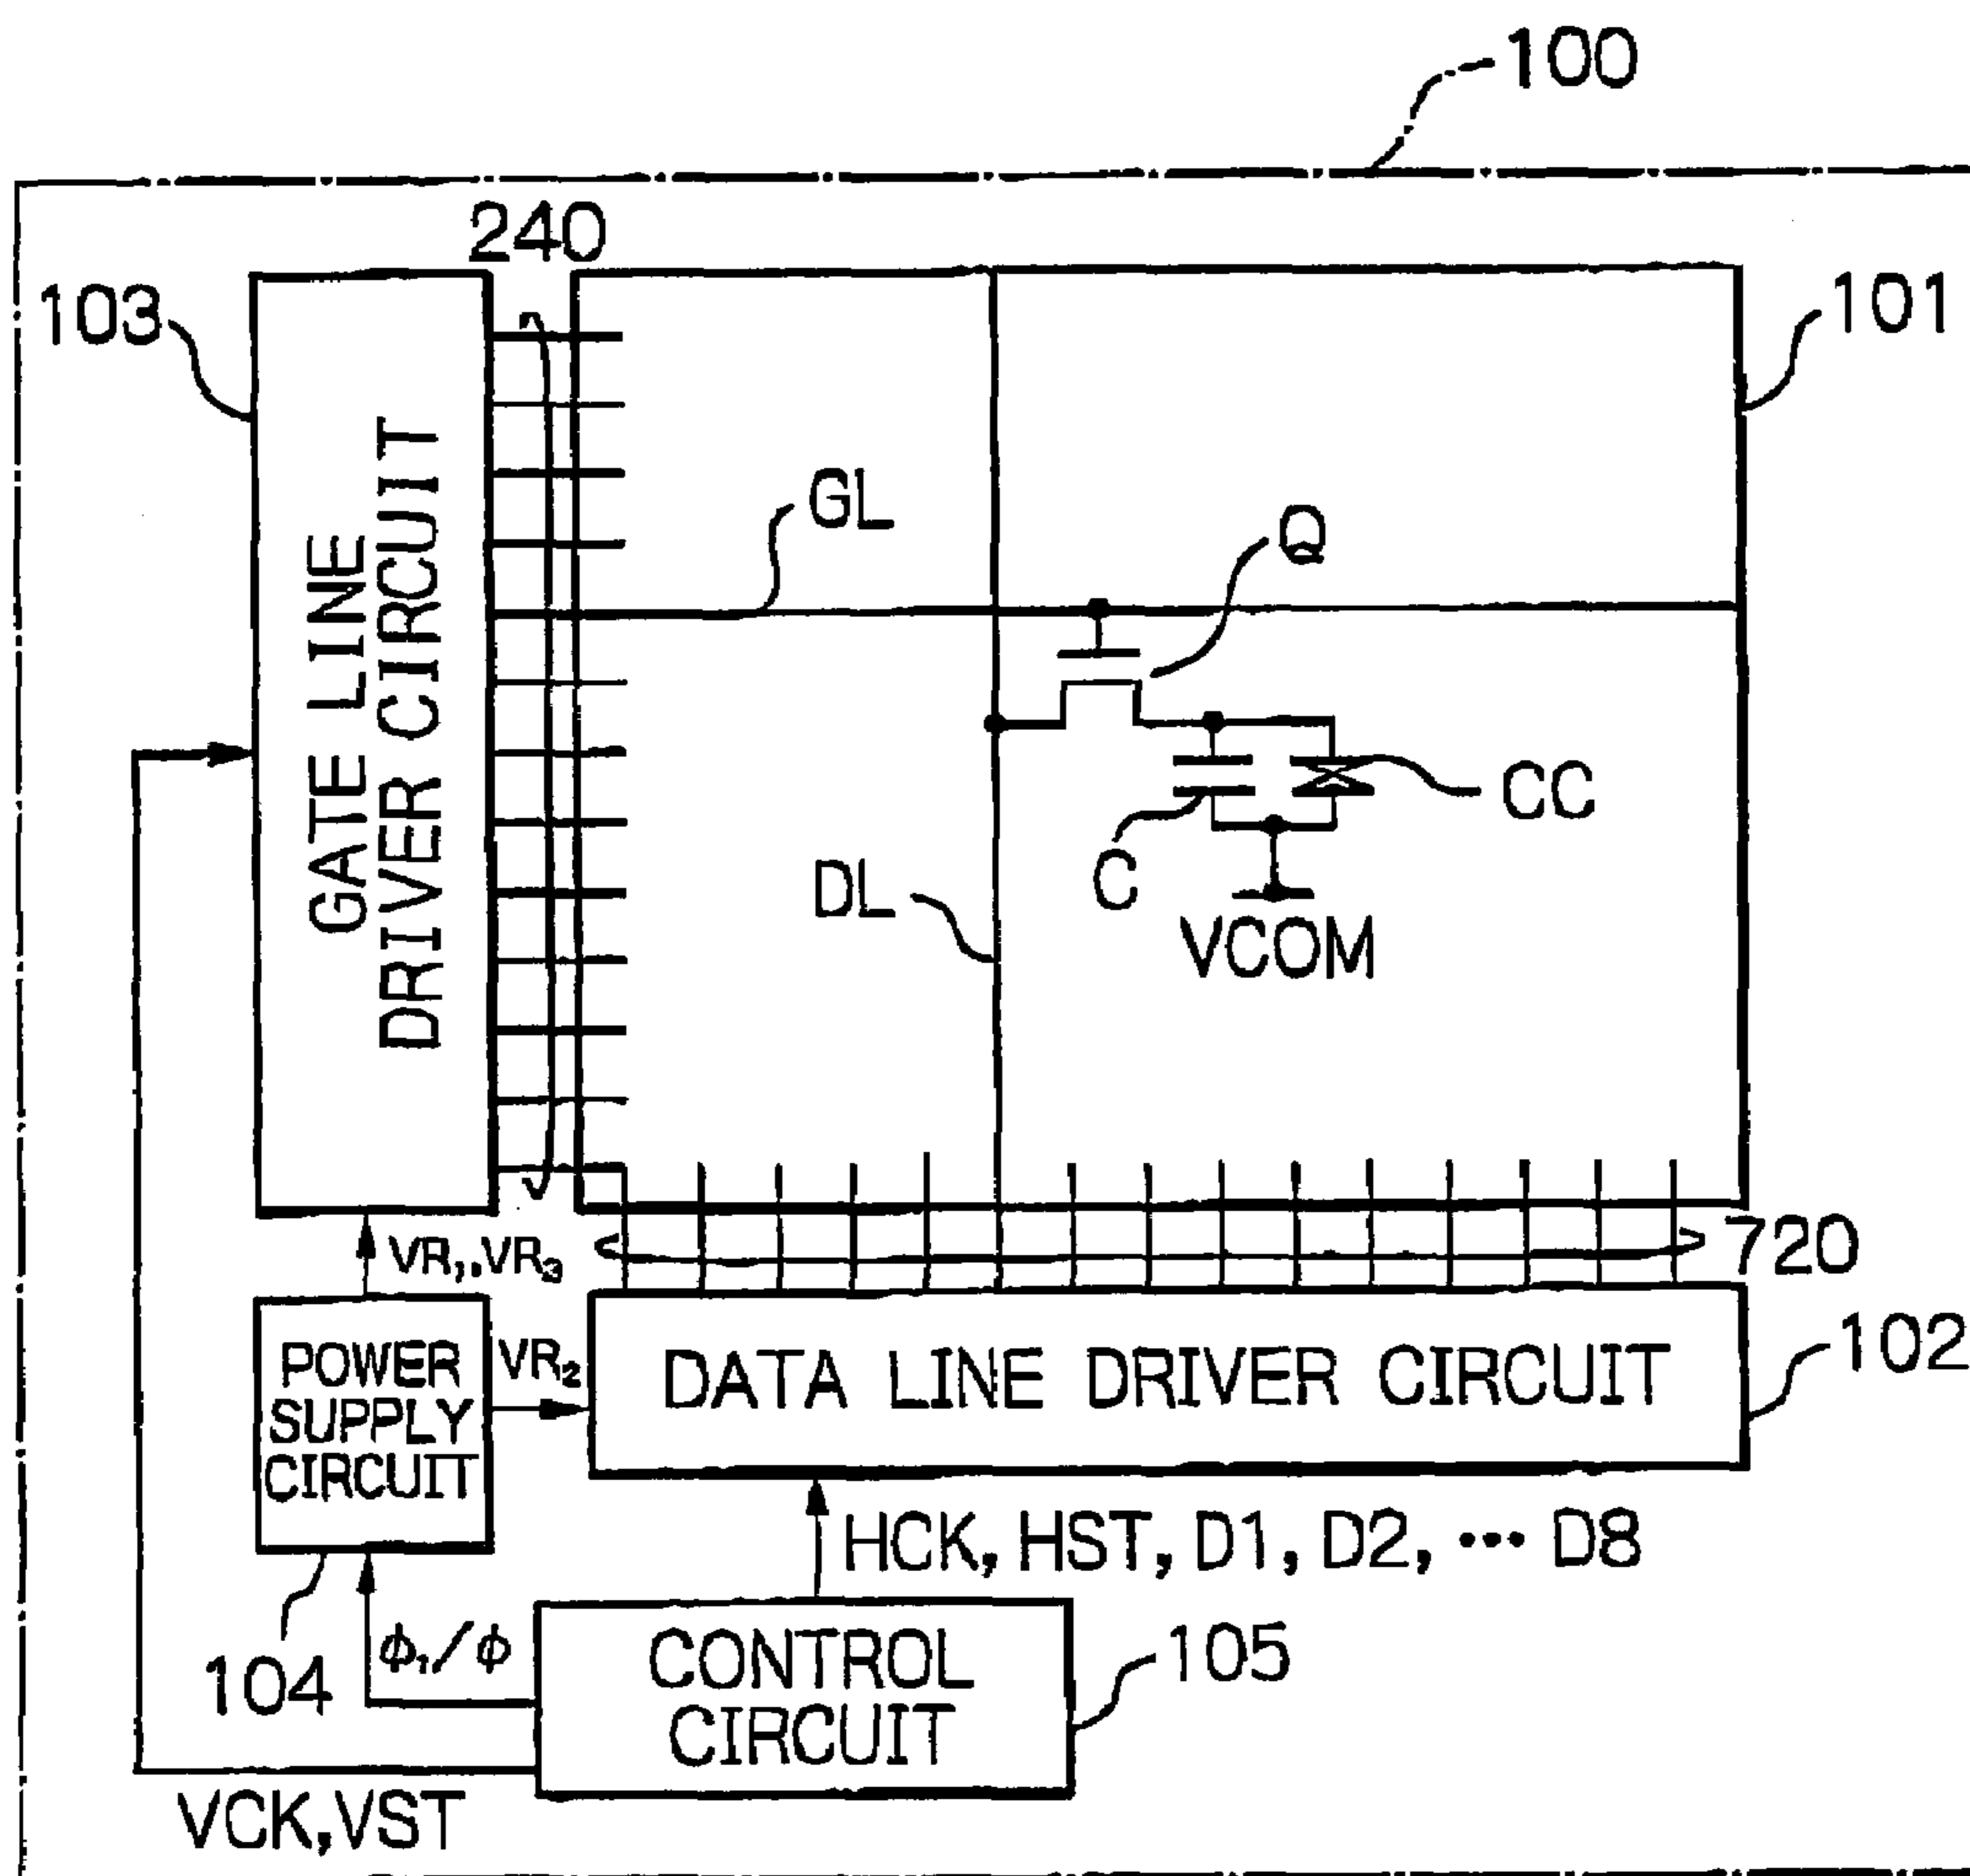 100
240
103
101
GATE LINE
DRIVER CIRCUIT
GL
Q
CC
C
DL
VCOM
720
VR₁,VR₃
POWER
SUPPLY
CIRCUIT
VR₂
DATA LINE DRIVER CIRCUIT
102
HCK, HST, D1, D2, ··· D8
104
ϕ₁/ϕ
CONTROL
CIRCUIT
105
VCK,VST